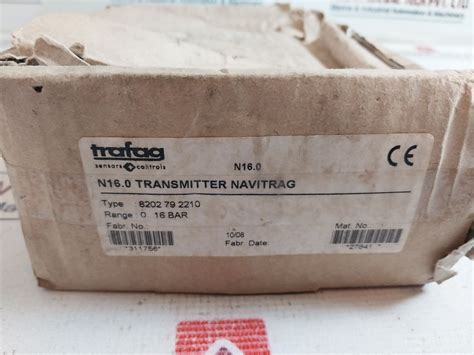 trafag
sensors & controls
N16.0
CE
N16.0 TRANSMITTER NAVITRAG
Type 8202 79 2210
Range 0 16 BAR
Fabr. No. 10/08 Mat. No.
*311756* Fabr. Date: